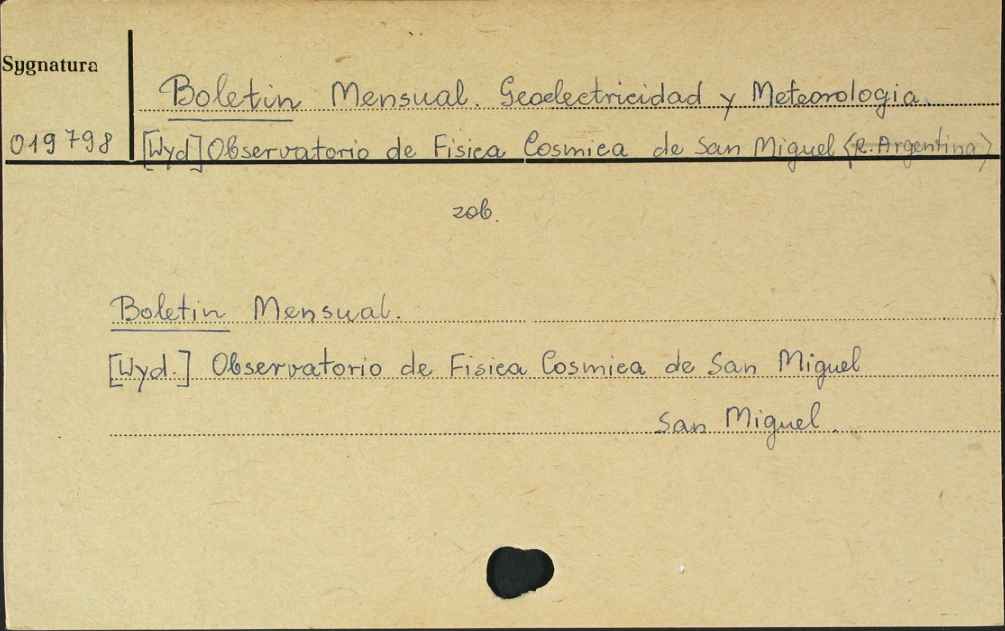 Sygnatura
Boletin Mensual. Geoelectricidad y Meteorologia.
019798 [Wyd] Observatorio de Fisica Cosmica de San Miguel (R. Argentina)
zob.
Boletin Mensual.
[Wyd.] Observatorio de Fisica Cosmica de San Miguel
San Miguel.